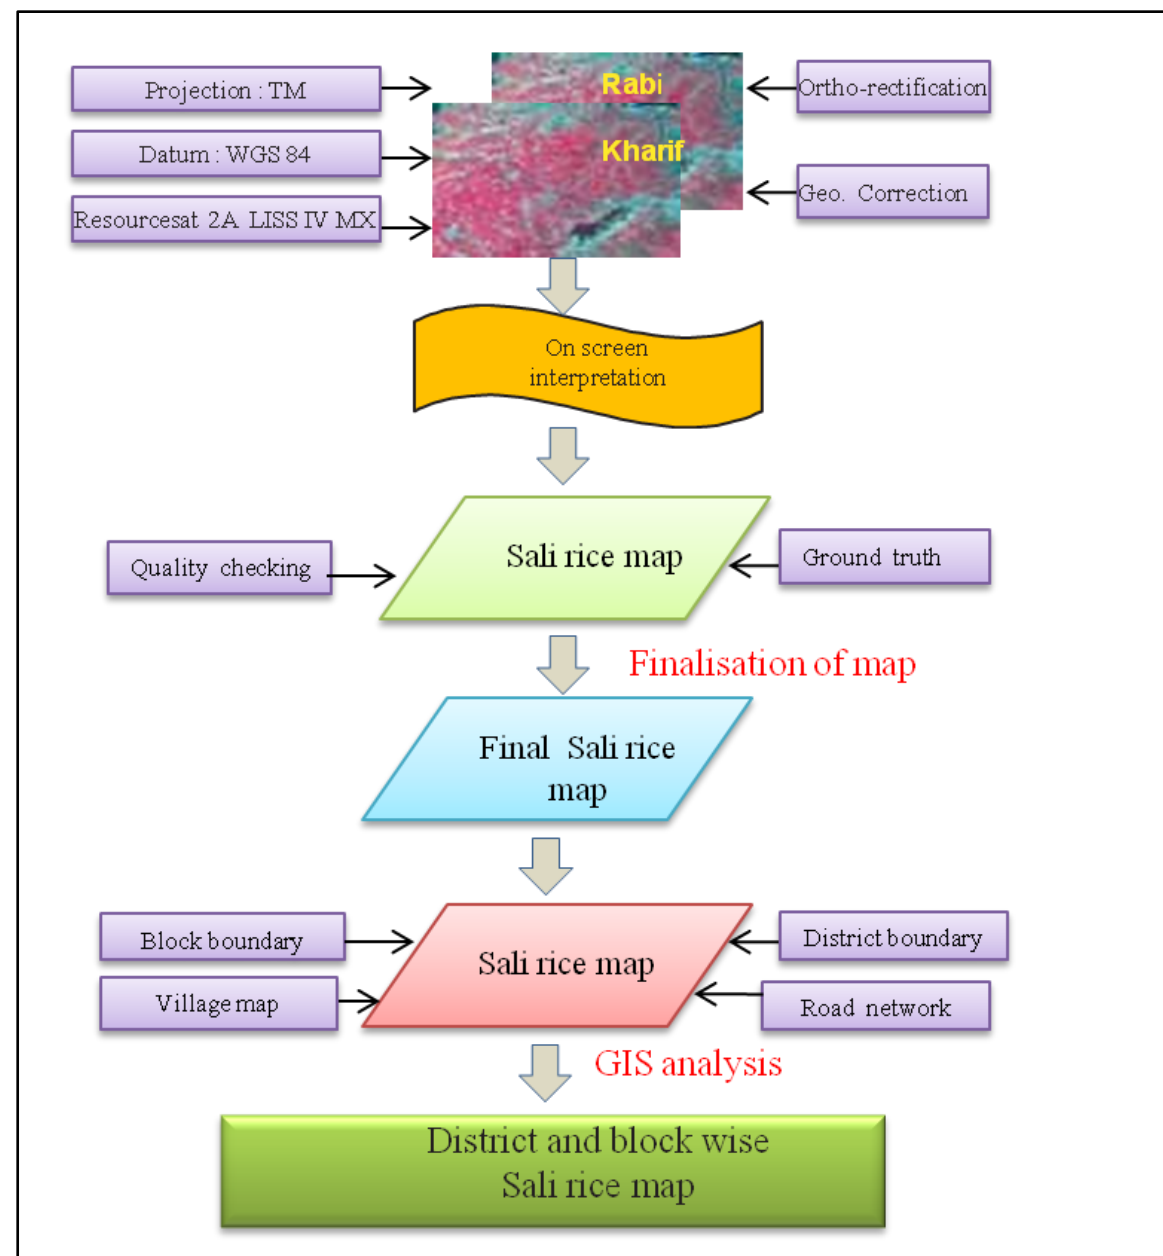 Projection : TM
Rabi
Ortho-rectification
Datum : WGS 84
Kharif
Resourcesat 2A LISS IV MX
Geo. Correction
On screen
interpretation
Sali rice map
Quality checking
Ground truth
Finalisation of map
Final Sali rice
map
Block boundary
District boundary
Sali rice map
Village map
Road network
GIS analysis
District and block wise
Sali rice map